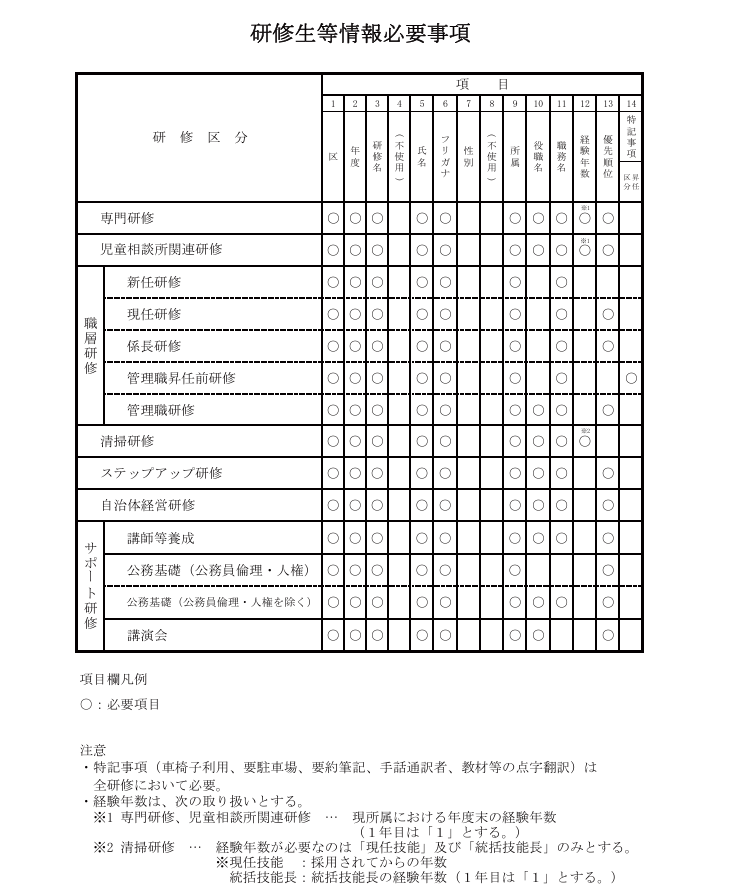 研修生等情報必要事項
研修区分 項目
1 2 3 4 5 6 7 8 9 10 11 12 13 14
区 年度 研修名 （不使用） 氏名 フリガナ 性別 （不使用） 所属 役職名 職務名 経験年数 優先順位 特記事項
昇任区分
専門研修 ○ ○ ○ ○ ○ ○ ○ ○ ※1○ ○
児童相談所関連研修 ○ ○ ○ ○ ○ ○ ○ ○ ※1○ ○
職層研修
新任研修 ○ ○ ○ ○ ○ ○ ○
現任研修 ○ ○ ○ ○ ○ ○ ○ ○
係長研修 ○ ○ ○ ○ ○ ○ ○ ○
管理職昇任前研修 ○ ○ ○ ○ ○ ○ ○ ○
管理職研修 ○ ○ ○ ○ ○ ○ ○ ○ ○
清掃研修 ○ ○ ○ ○ ○ ○ ○ ○ ※2○
ステップアップ研修 ○ ○ ○ ○ ○ ○ ○ ○ ○
自治体経営研修 ○ ○ ○ ○ ○ ○ ○ ○ ○
サポート研修
講師等養成 ○ ○ ○ ○ ○ ○ ○ ○ ○
公務基礎（公務員倫理・人権） ○ ○ ○ ○ ○ ○ ○
公務基礎（公務員倫理・人権を除く） ○ ○ ○ ○ ○ ○ ○ ○ ○
講演会 ○ ○ ○ ○ ○ ○ ○ ○
項目欄凡例
○：必要項目
注意
・特記事項（車椅子利用、要駐車場、要約筆記、手話通訳者、教材等の点字翻訳）は
全研修において必要。
・経験年数は、次の取り扱いとする。
※1 専門研修、児童相談所関連研修 … 現所属における年度末の経験年数
（１年目は「１」とする。）
※2 清掃研修 … 経験年数が必要なのは「現任技能」及び「統括技能長」のみとする。
※現任技能 ：採用されてからの年数
統括技能長：統括技能長の経験年数（１年目は「１」とする。）